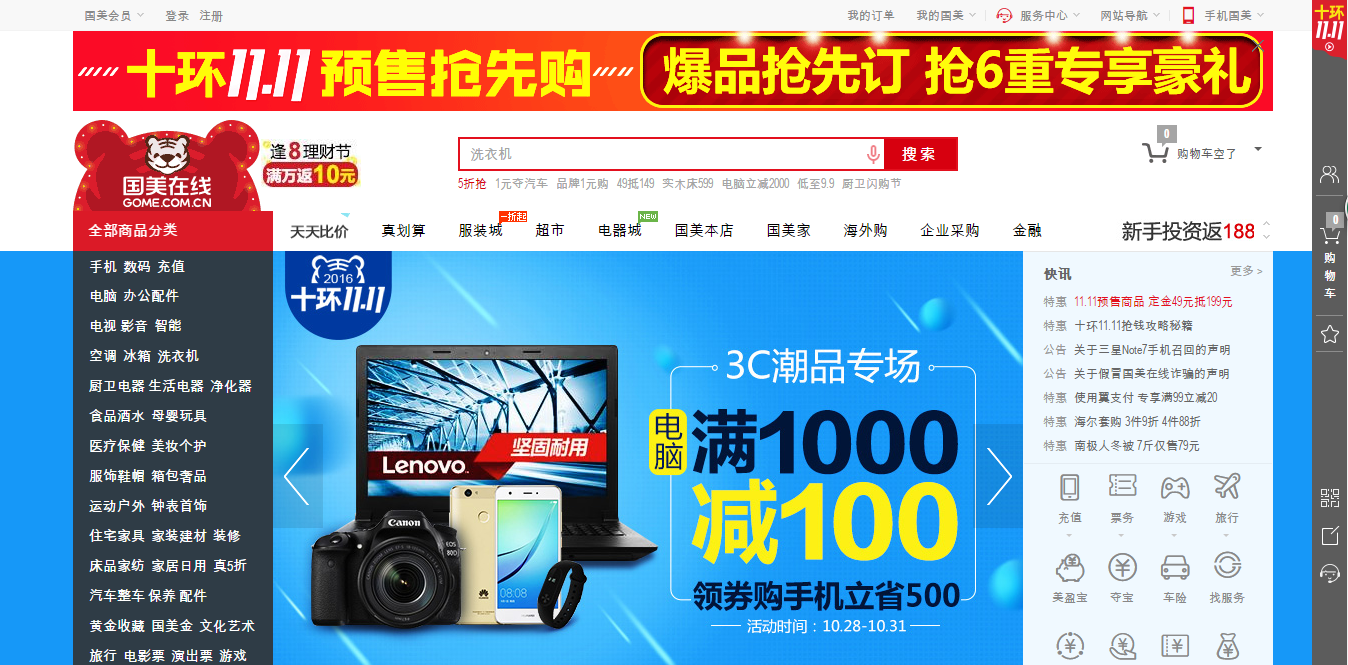 国美会员 登录 注册 我的订单 我的国美 服务中心 网站导航 手机国美
十环11.11 预售抢先购 爆品抢先订 抢6重专享豪礼
十环 11.11
国美在线
GOME.COM.CN
逢8理财节
满万返10元
洗衣机 搜索
5折抢 1元夺汽车 品牌1元购 49抵149 实木床599 电脑立减2000 低至9.9 厨卫闪购节
0 购物车空了
全部商品分类
天天比价 真划算 服装城 一折起 超市 电器城 NEW 国美本店 国美家 海外购 企业采购 金融
新手投资返188
手机 数码 充值
电脑 办公配件
电视 影音 智能
空调 冰箱 洗衣机
厨卫电器 生活电器 净化器
食品酒水 母婴玩具
医疗保健 美妆个护
服饰鞋帽 箱包奢品
运动户外 钟表首饰
住宅家具 家装建材 装修
床品家纺 家居日用 真5折
汽车整车 保养 配件
黄金收藏 国美金 文化艺术
旅行 电影票 演出票 游戏
2016
十环11.11
Lenovo
坚固耐用
Canon
EOS
80D
08:08
HUAWEI
3C潮品专场
电脑 满1000
减100
领券购手机立省500
活动时间：10.28-10.31
快讯 更多 >
特惠 11.11预售商品 定金49元抵199元
特惠 十环11.11抢钱攻略秘籍
公告 关于三星Note7手机召回的声明
公告 关于假冒国美在线诈骗的声明
特惠 使用翼支付 专享满99立减20
特惠 海尔套购 3件9折 4件88折
特惠 南极人冬被 7斤仅售79元
充值 票务 游戏 旅行
美盈宝 夺宝 车险 找服务
0
购物车